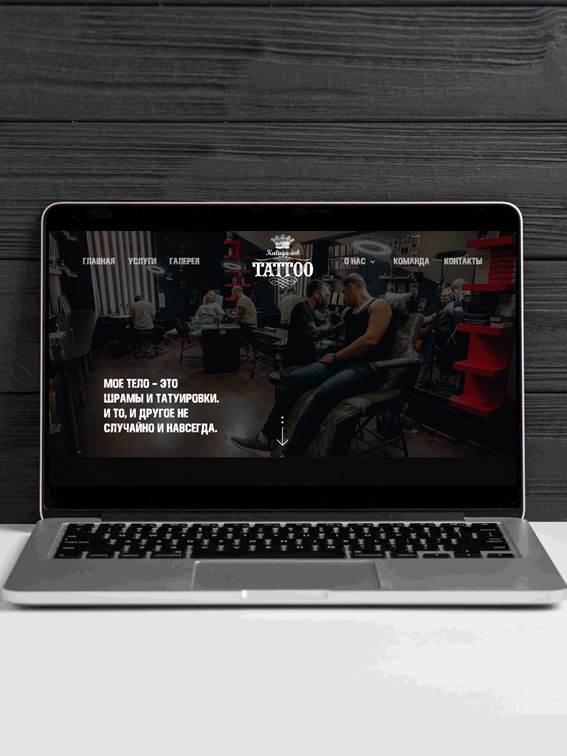 ГЛАВНАЯ УСЛУГИ ГАЛЕРЕЯ
Kaluga-ink
TATTOO
О НАС КОМАНДА КОНТАКТЫ
МОЕ ТЕЛО – ЭТО
ШРАМЫ И ТАТУИРОВКИ.
И ТО, И ДРУГОЕ НЕ
СЛУЧАЙНО И НАВСЕГДА.